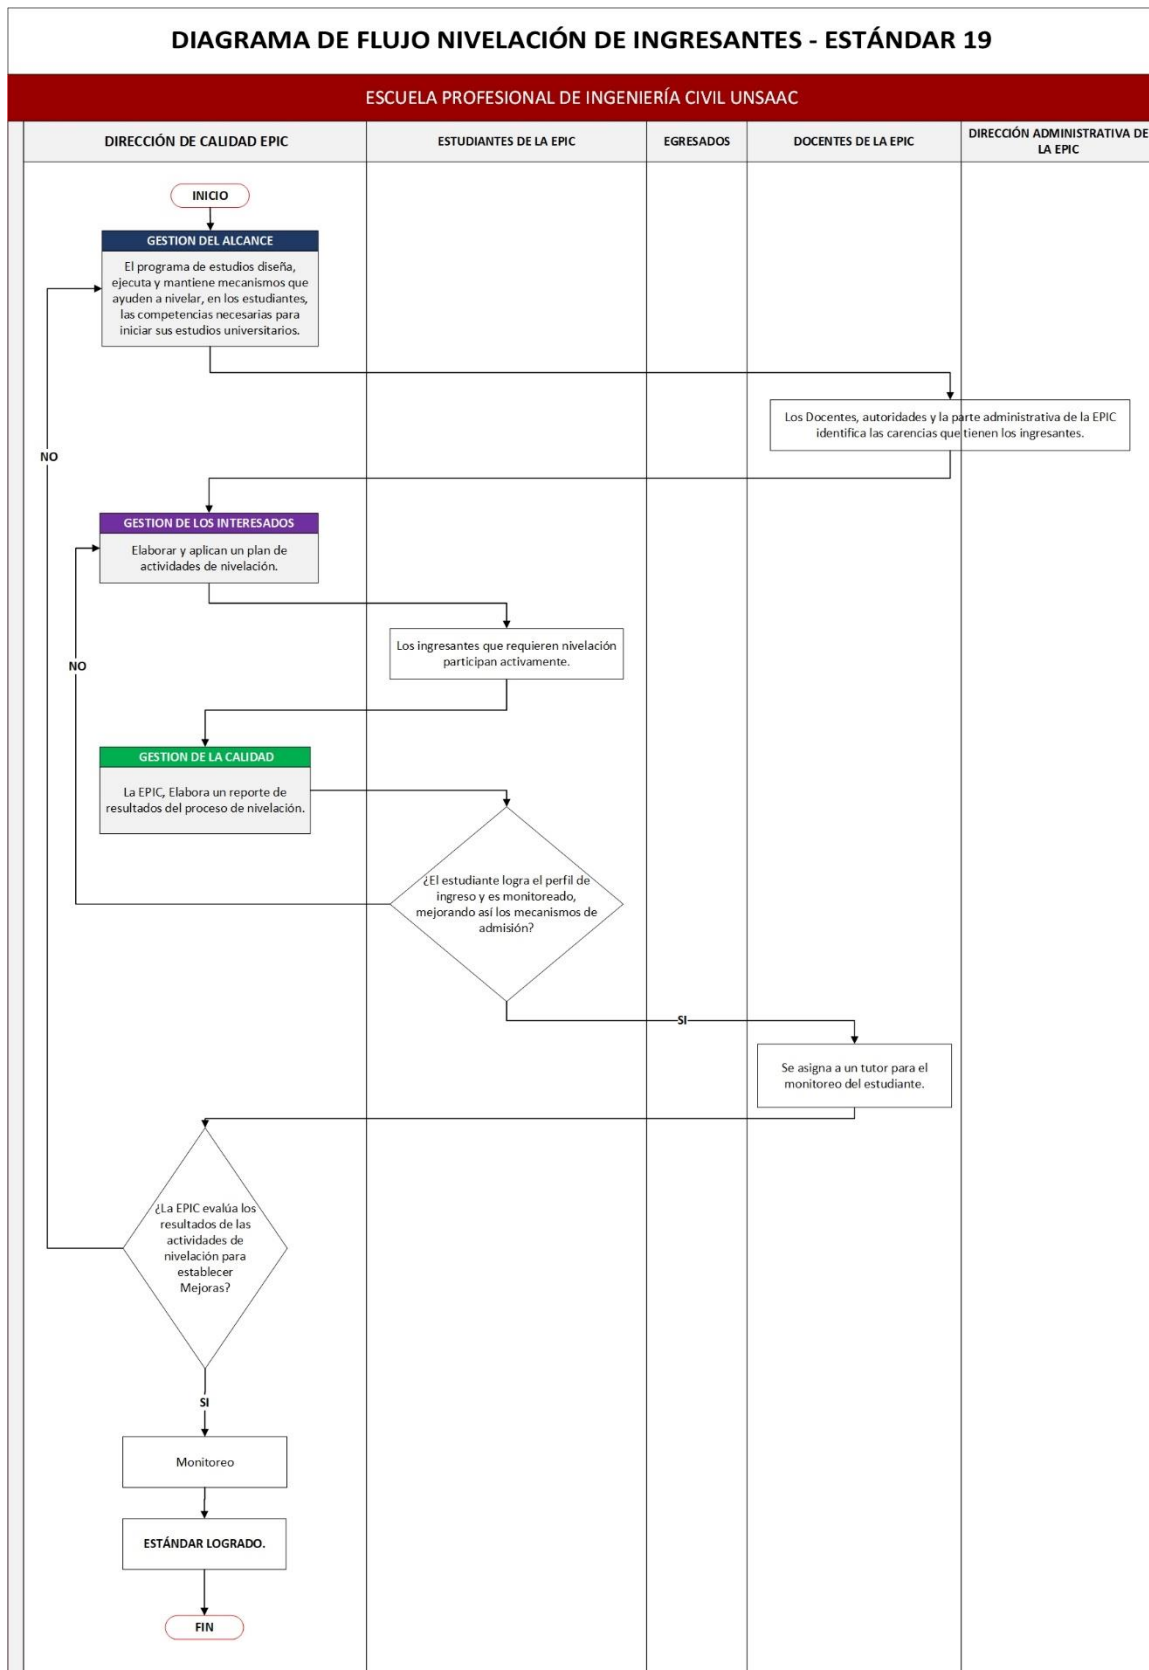 DIAGRAMA DE FLUJO NIVELACIÓN DE INGRESANTES - ESTÁNDAR 19
ESCUELA PROFESIONAL DE INGENIERÍA CIVIL UNSAAC
DIRECCIÓN DE CALIDAD EPIC
ESTUDIANTES DE LA EPIC
EGRESADOS
DOCENTES DE LA EPIC
DIRECCIÓN ADMINISTRATIVA DE
LA EPIC
INICIO
GESTION DEL ALCANCE
El programa de estudios diseña,
ejecuta y mantiene mecanismos que
ayuden a nivelar, en los estudiantes,
las competencias necesarias para
iniciar sus estudios universitarios.
Los Docentes, autoridades y la parte administrativa de la EPIC
identifica las carencias que tienen los ingresantes.
NO
GESTION DE LOS INTERESADOS
Elaborar y aplican un plan de
actividades de nivelación.
Los ingresantes que requieren nivelación
participan activamente.
NO
GESTION DE LA CALIDAD
La EPIC, Elabora un reporte de
resultados del proceso de nivelación.
¿El estudiante logra el perfil de
ingreso y es monitoreado,
mejorando así los mecanismos de
admisión?
SI
Se asigna a un tutor para el
monitoreo del estudiante.
¿La EPIC evalúa los
resultados de las
actividades de
nivelación para
establecer
Mejoras?
SI
Monitoreo
ESTÁNDAR LOGRADO.
FIN